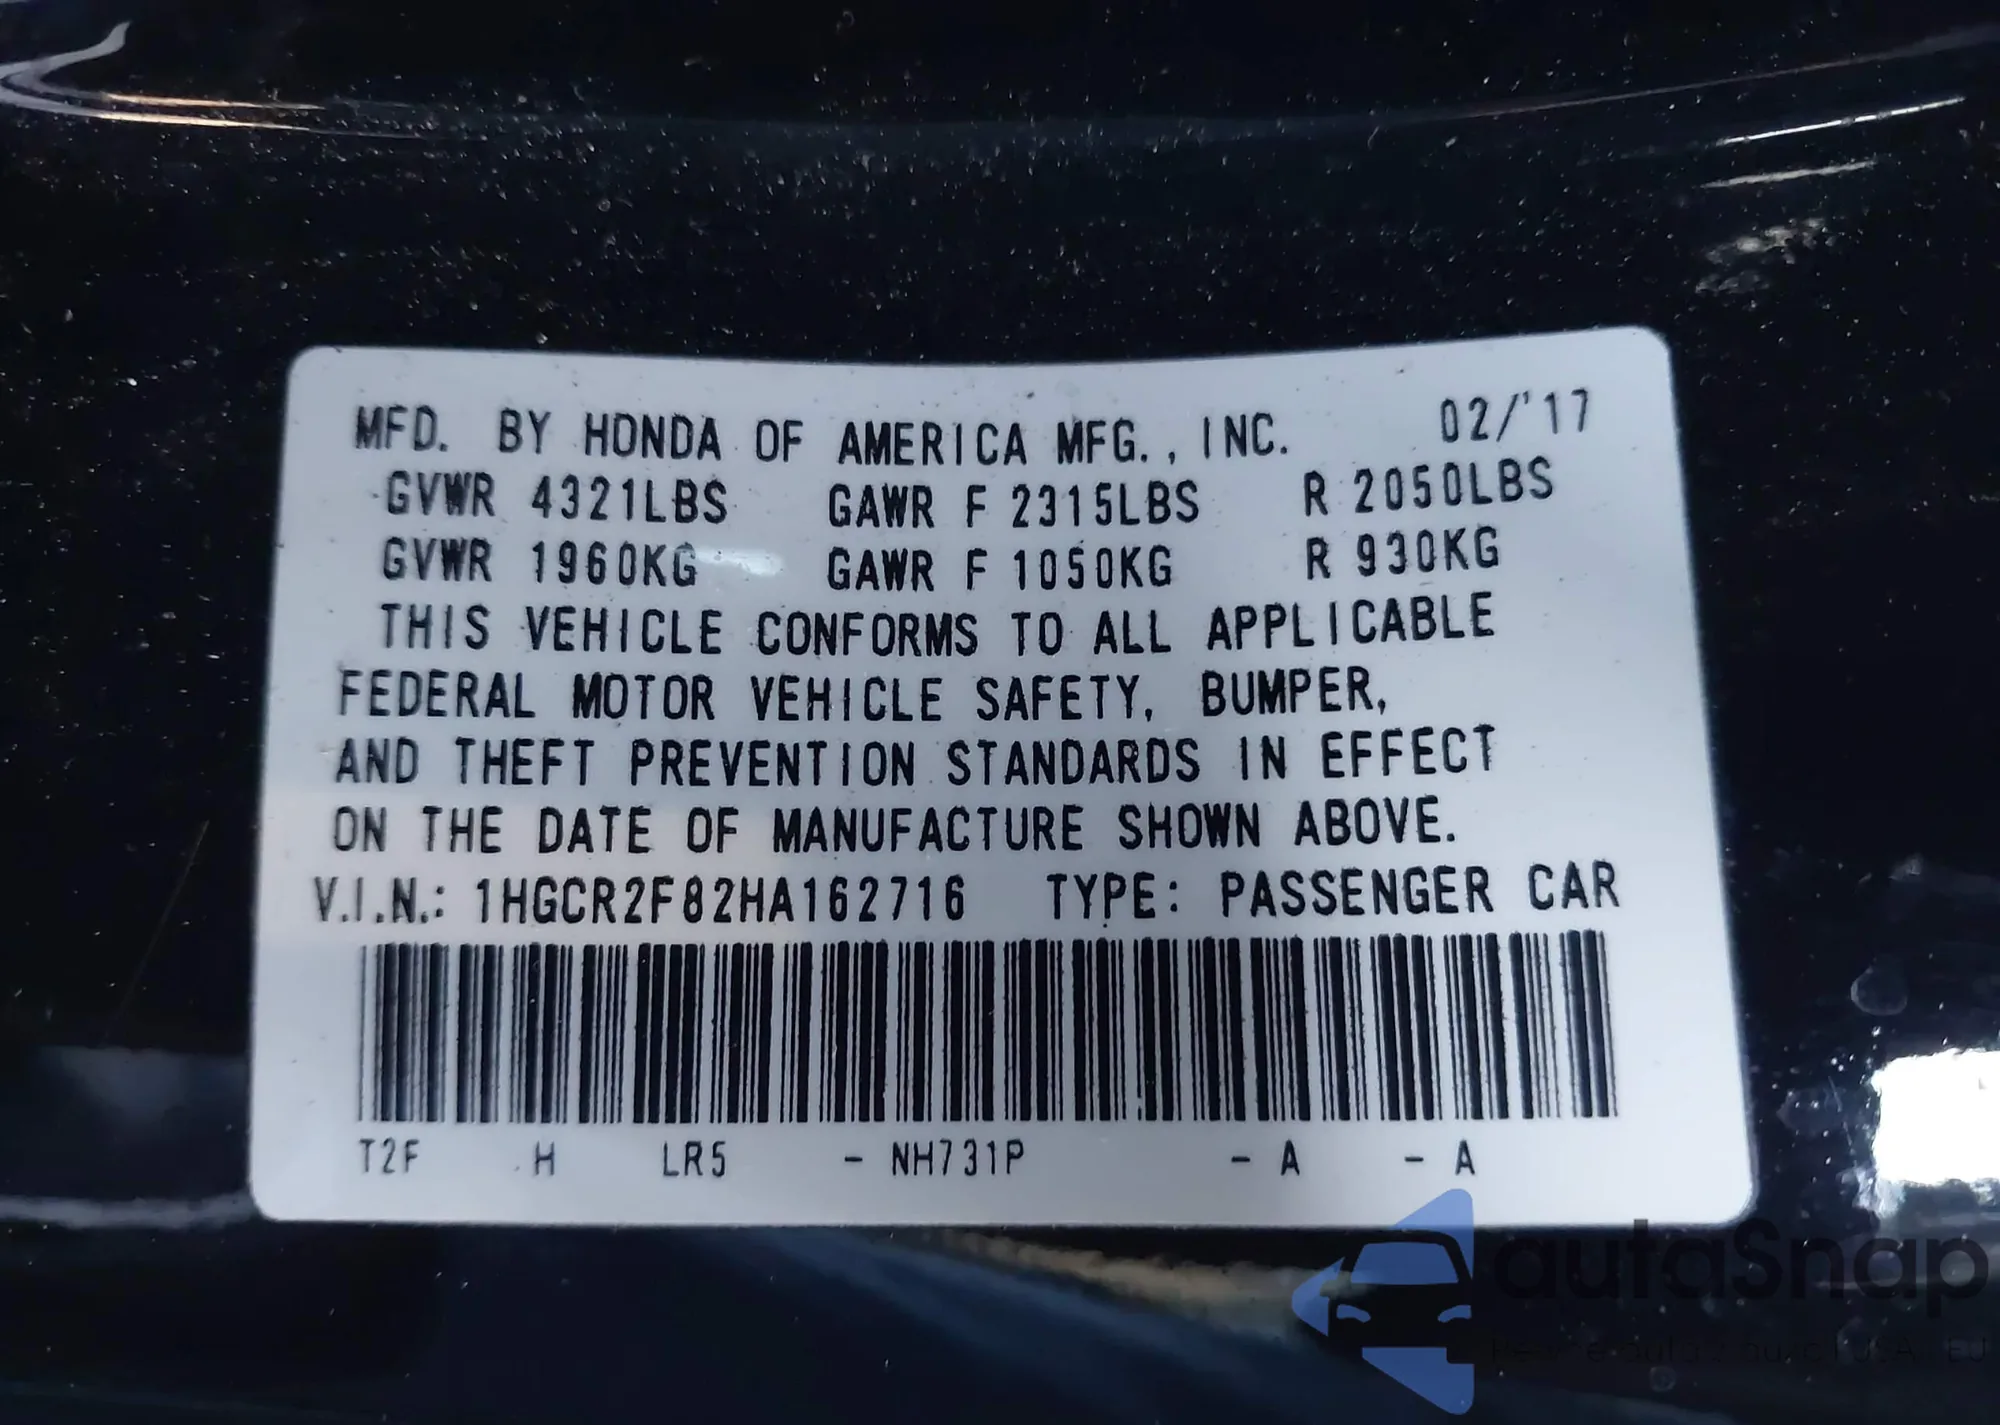 MFD. BY HONDA OF AMERICA MFG., INC. 02/'17
GVWR 4321LBS GAWR F 2315LBS R 2050LBS
GVWR 1960KG GAWR F 1050KG R 930KG
THIS VEHICLE CONFORMS TO ALL APPLICABLE
FEDERAL MOTOR VEHICLE SAFETY, BUMPER,
AND THEFT PREVENTION STANDARDS IN EFFECT
ON THE DATE OF MANUFACTURE SHOWN ABOVE.
V.I.N.: 1HGCR2F82HA162716 TYPE: PASSENGER CAR
T2F H LR5 - NH731P - A - A
autaSnap